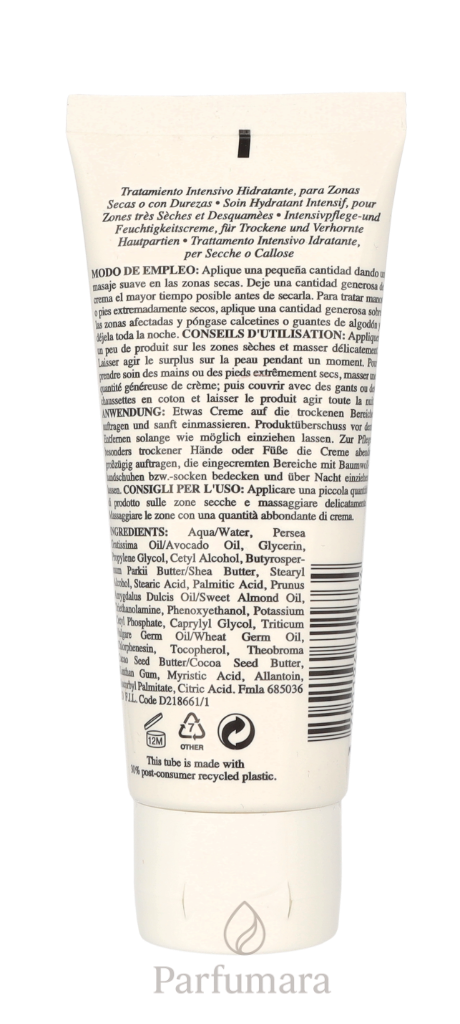 Tratamiento Intensivo Hidratante, para Zonas
Secas o con Durezas • Soin Hydratant Intensif, pour
Zones très Sèches et Desquamèes • Intensivpflege-und
Feuchtigkeitscreme, für Trockene und Verhornte
Hautpartien • Trattamento Intensivo Idratante,
per Secche o Callose
MODO DE EMPLEO: Aplique una pequeña cantidad dando un
masaje suave en las zonas secas. Deje una cantidad generosa de
crema el mayor tiempo posible antes de secarla. Para tratar manos
o pies extremadamente secos, aplique una cantidad generosa sobre
las zonas afectadas y póngase calcetines o guantes de algodón y
déjela toda la noche. CONSEILS D'UTILISATION: Appliquer
un peu de produit sur les zones sèches et masser délicatement.
Laisser agir le surplus sur la peau pendant un moment. Pour
prendre soin des mains ou des pieds extrêmement secs, masser une
quantité généreuse de crème; puis couvrir avec des gants ou des
chaussettes en coton et laisser le produit agir toute la nuit.
ANWENDUNG: Etwas Creme auf die trockenen Bereiche
auftragen und sanft einmassieren. Produktüberschuss vor dem
Entfernen solange wie möglich einziehen lassen. Zur Pflege
besonders trockener Hände oder Füße die Creme abends
großzügig auftragen, die eingecremten Bereiche mit Baumwoll-
handschuhen bzw.-socken bedecken und über Nacht einziehen
lassen. CONSIGLI PER L'USO: Applicare una piccola quantità
di prodotto sulle zone secche e massaggiare delicatamente.
Massaggiare le zone con una quantità abbondante di crema.
INGREDIENTS: Aqua/Water, Persea
Gratissima Oil/Avocado Oil, Glycerin,
Propylene Glycol, Cetyl Alcohol, Butyrosper-
mum Parkii Butter/Shea Butter, Stearyl
Alcohol, Stearic Acid, Palmitic Acid, Prunus
Amygdalus Dulcis Oil/Sweet Almond Oil,
Triethanolamine, Phenoxyethanol, Potassium
Cetyl Phosphate, Caprylyl Glycol, Triticum
Vulgare Germ Oil/Wheat Germ Oil,
Chlorphenesin, Tocopherol, Theobroma
Cacao Seed Butter/Cocoa Seed Butter,
Xanthan Gum, Myristic Acid, Allantoin,
Ascorbyl Palmitate, Citric Acid. Fmla 685036
F.I.L. Code D218661/1
12M
7
OTHER
This tube is made with
50% post-consumer recycled plastic.
Parfumara